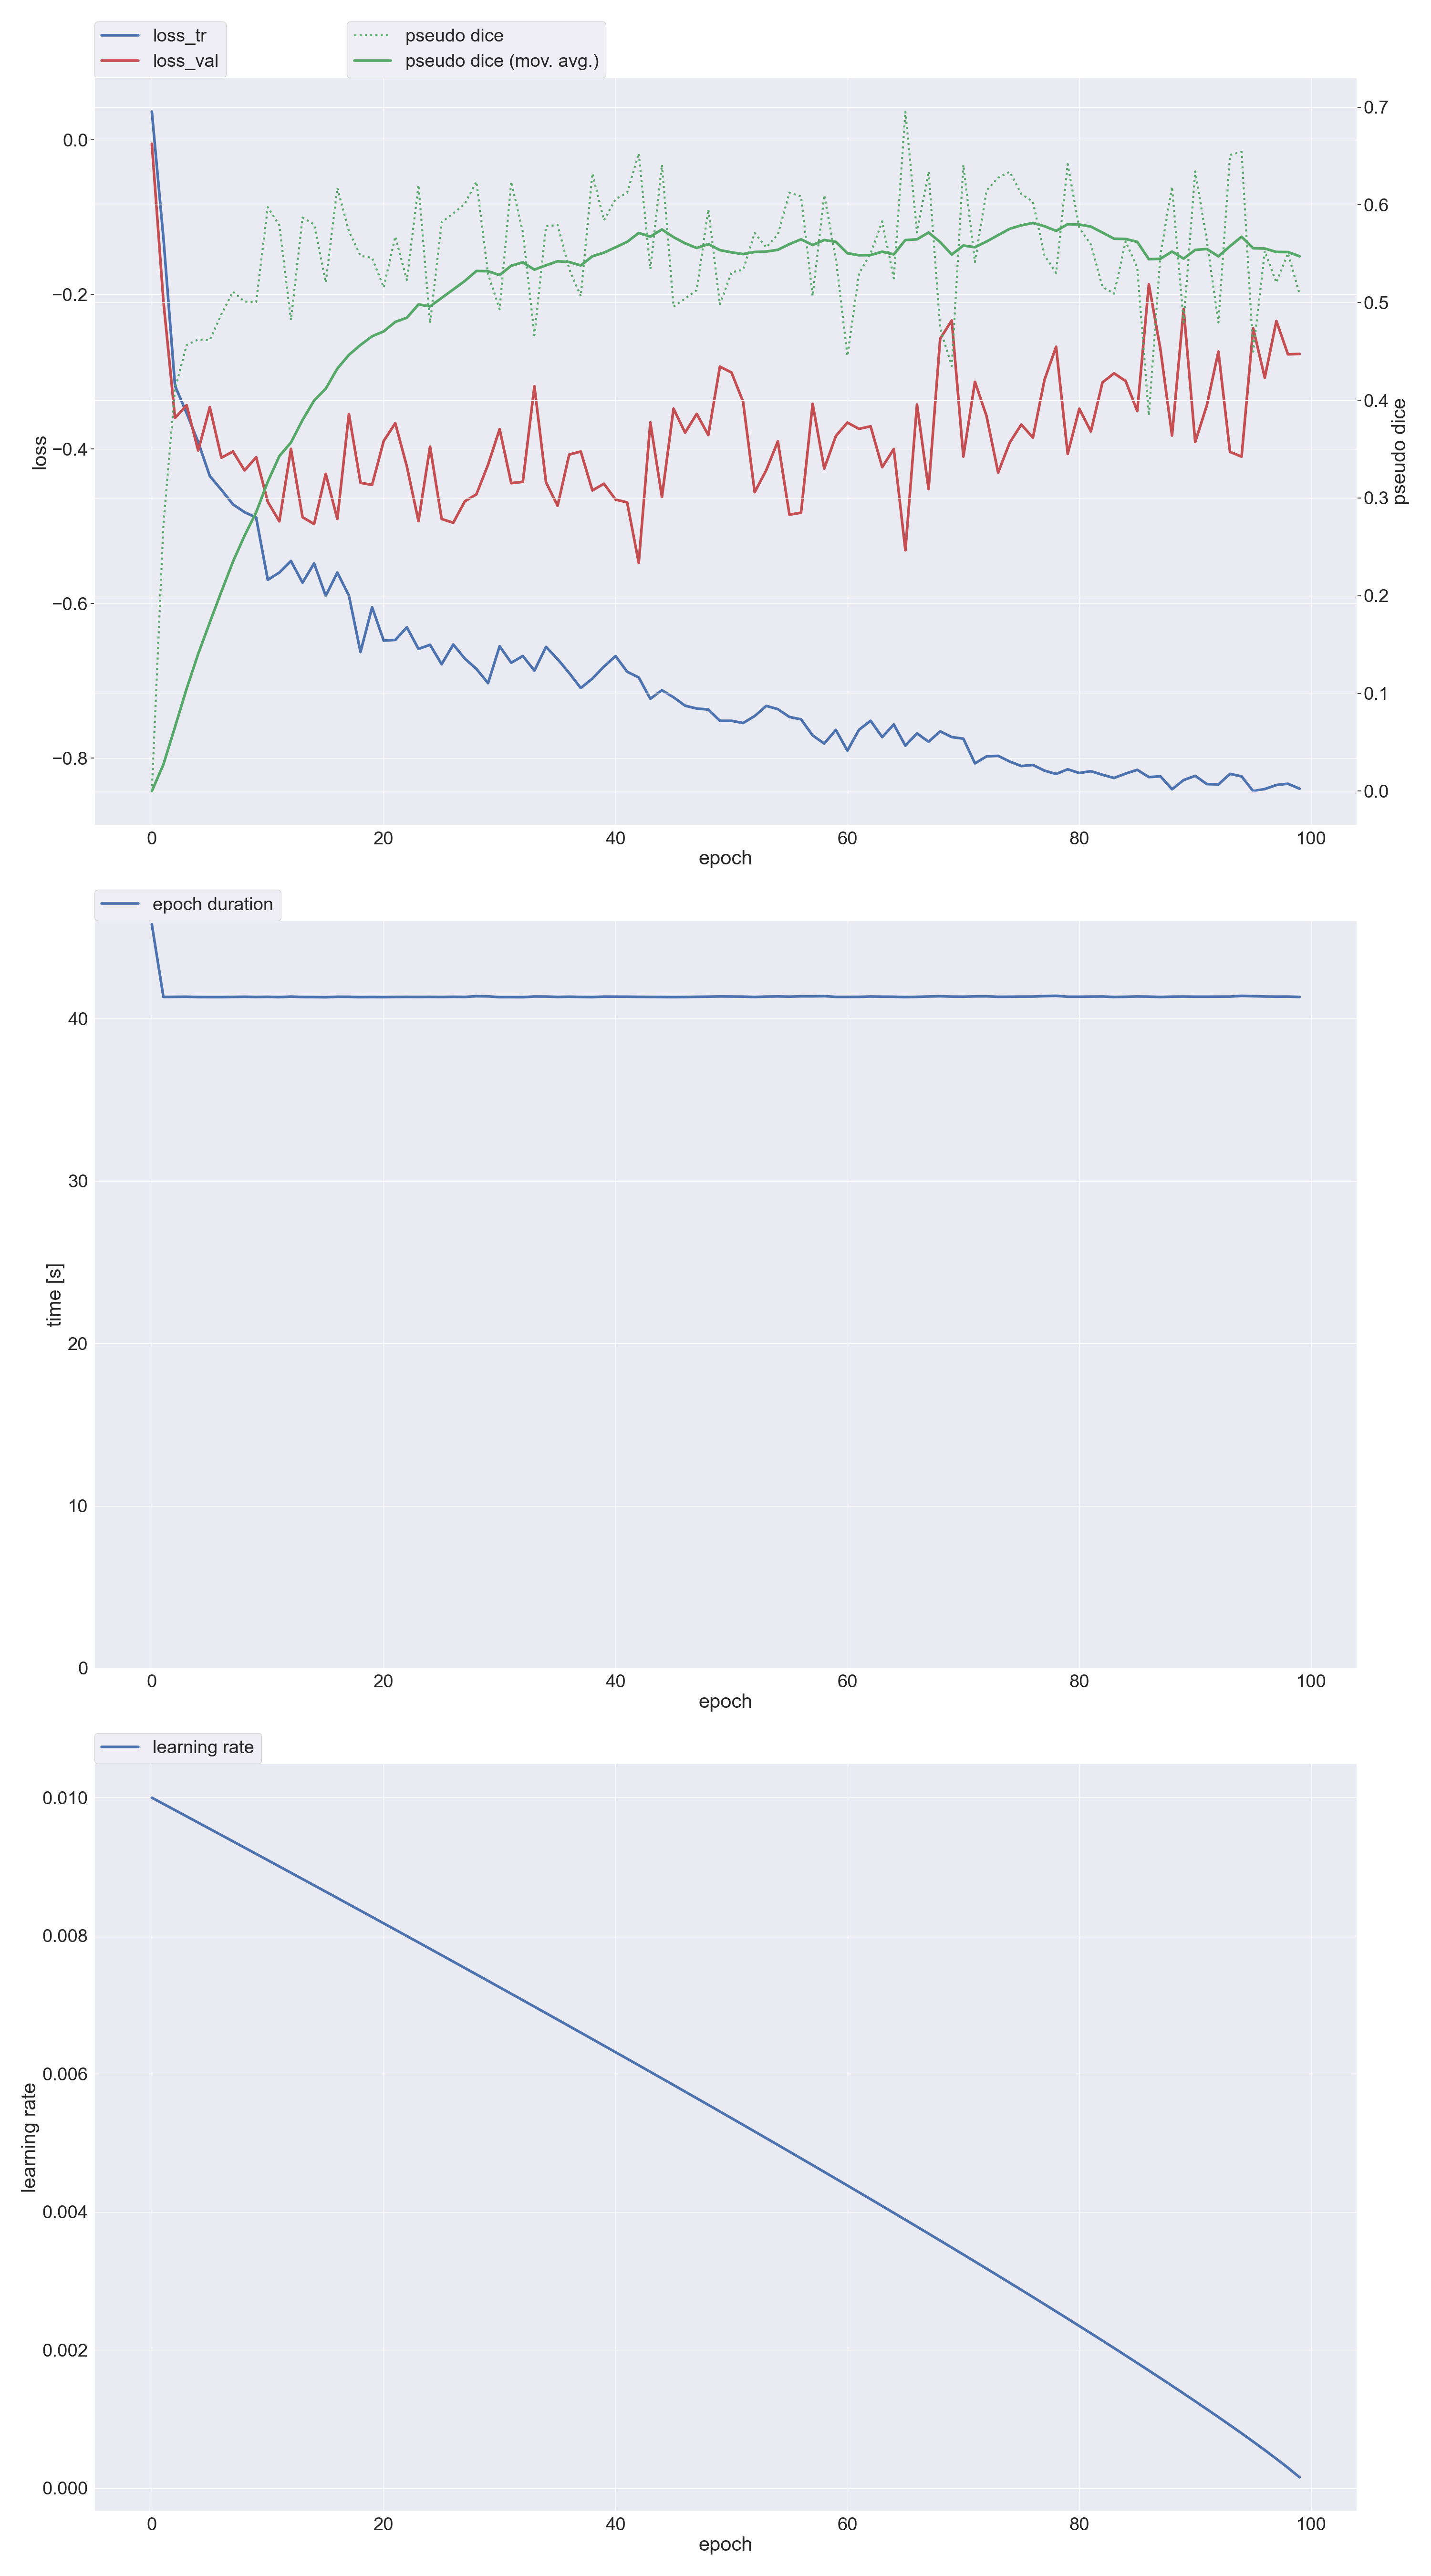 loss_tr
loss_val
pseudo dice
pseudo dice (mov. avg.)
0.0
−0.2
−0.4
−0.6
−0.8
loss
0.7
0.6
0.5
0.4
0.3
0.2
0.1
0.0
pseudo dice
0 20 40 60 80 100
epoch
epoch duration
40
30
20
10
0
time [s]
0 20 40 60 80 100
epoch
learning rate
0.010
0.008
0.006
0.004
0.002
0.000
learning rate
0 20 40 60 80 100
epoch